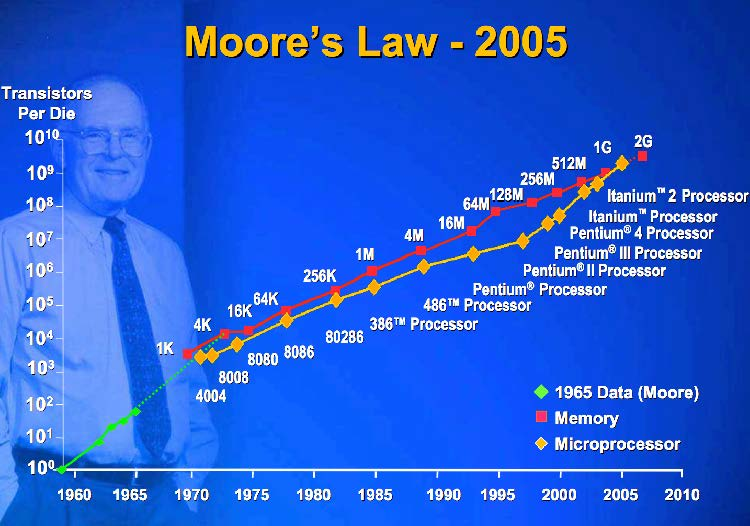 Moore's Law - 2005
Transistors
Per Die
10¹⁰
10⁹
10⁸
10⁷
10⁶
10⁵
10⁴
10³
10²
10¹
10⁰
1K
4K
16K
64K
256K
1M
4M
16M
64M
128M
256M
512M
1G
2G
4004
8008
8080
8086
80286
386™ Processor
486™ Processor
Pentium® Processor
Pentium® II Processor
Pentium® III Processor
Pentium® 4 Processor
Itanium™ Processor
Itanium™ 2 Processor
1965 Data (Moore)
Memory
Microprocessor
1960 1965 1970 1975 1980 1985 1990 1995 2000 2005 2010